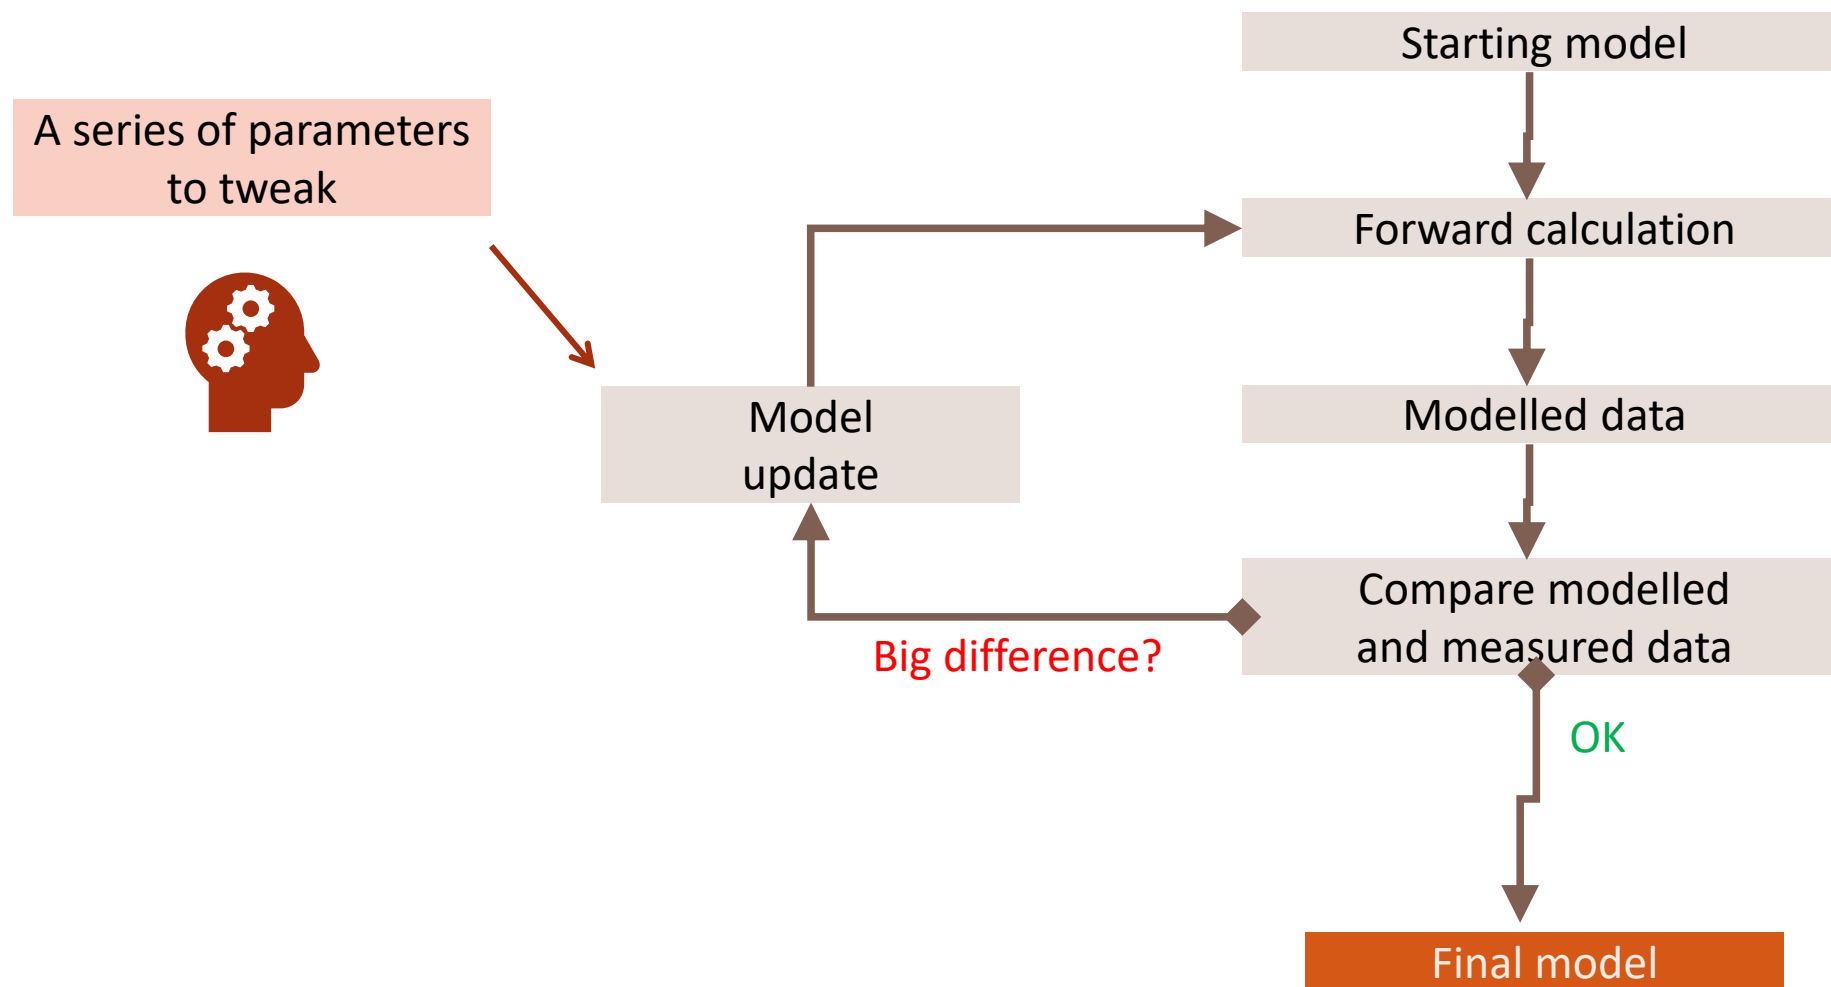 Starting model
A series of parameters
to tweak
Forward calculation
Model
update
Modelled data
Compare modelled
and measured data
Big difference?
OK
Final model